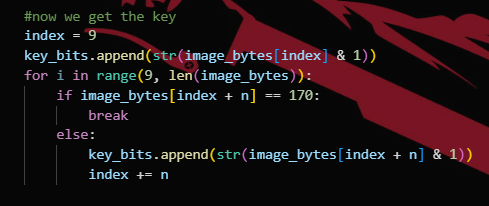 #now we get the key
index = 9
key_bits.append(str(image_bytes[index] & 1))
for i in range(9, len(image_bytes)):
    if image_bytes[index + n] == 170:
        break
    else:
        key_bits.append(str(image_bytes[index + n] & 1))
        index += n